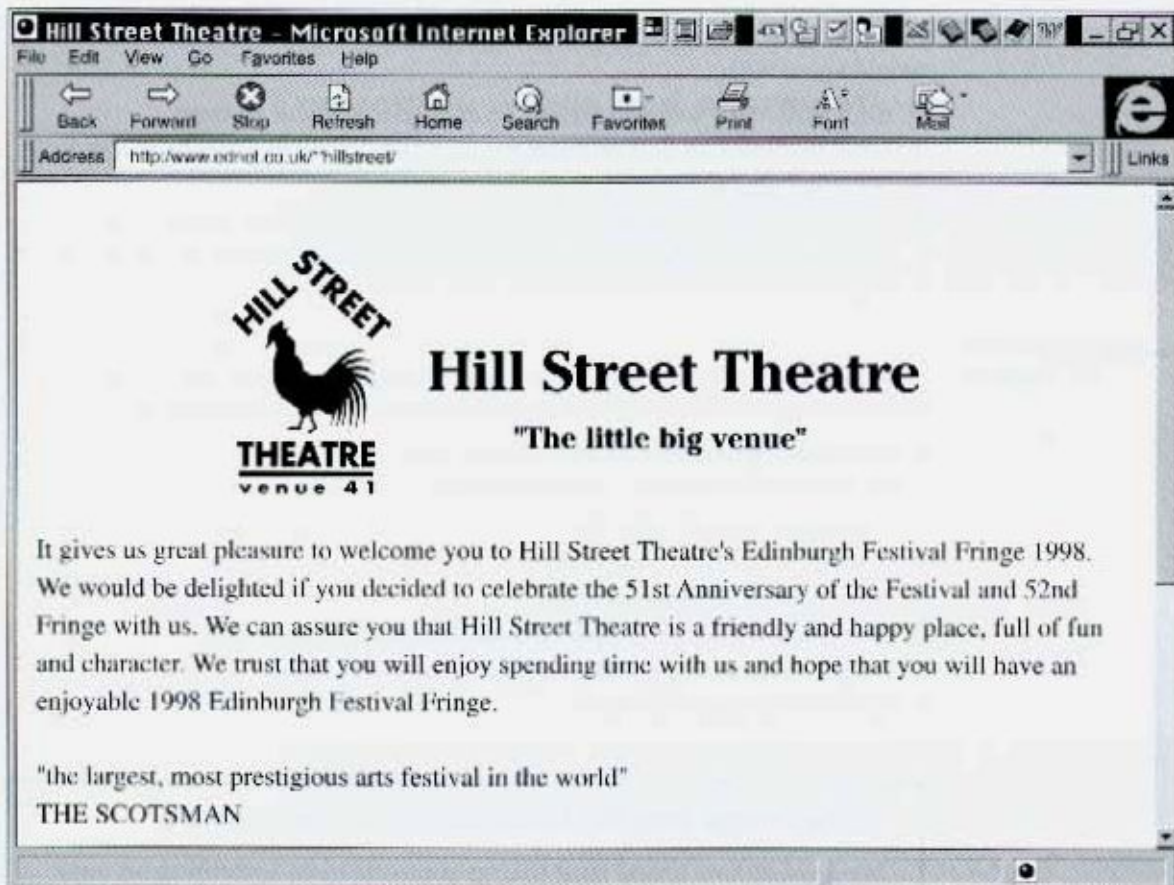 Hill Street Theatre - Microsoft Internet Explorer
File Edit View Go Favorites Help
Back Forward Stop Refresh Home Search Favorites Print Font Mail
Address Links
HILL STREET
THEATRE
venue 41
Hill Street Theatre
"The little big venue"
It gives us great pleasure to welcome you to Hill Street Theatre's Edinburgh Festival Fringe 1998.
We would be delighted if you decided to celebrate the 51st Anniversary of the Festival and 52nd
Fringe with us. We can assure you that Hill Street Theatre is a friendly and happy place, full of fun
and character. We trust that you will enjoy spending time with us and hope that you will have an
enjoyable 1998 Edinburgh Festival Fringe.
"the largest, most prestigious arts festival in the world"
THE SCOTSMAN